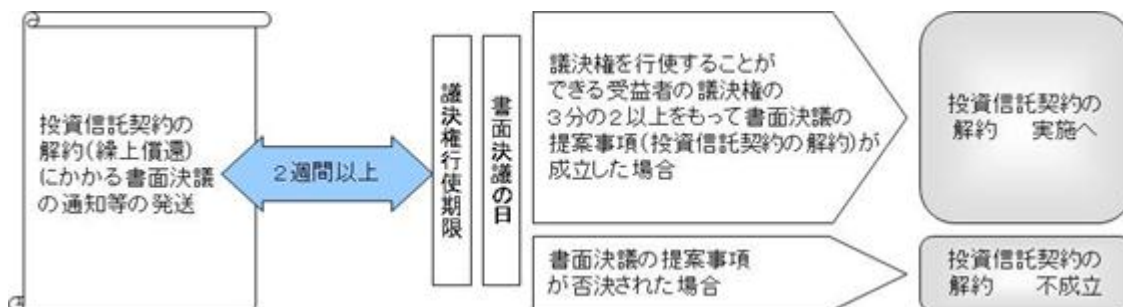 投資信託契約の
解約(繰上償還)
にかかる書面決議
の通知等の発送
2週間以上
議決権行使期限
書面決議の日
議決権を行使することが
できる受益者の議決権の
3分の2以上をもって書面決議の
提案事項(投資信託契約の解約)が
成立した場合
投資信託契約の
解約 実施へ
書面決議の提案事項
が否決された場合
投資信託契約の
解約 不成立